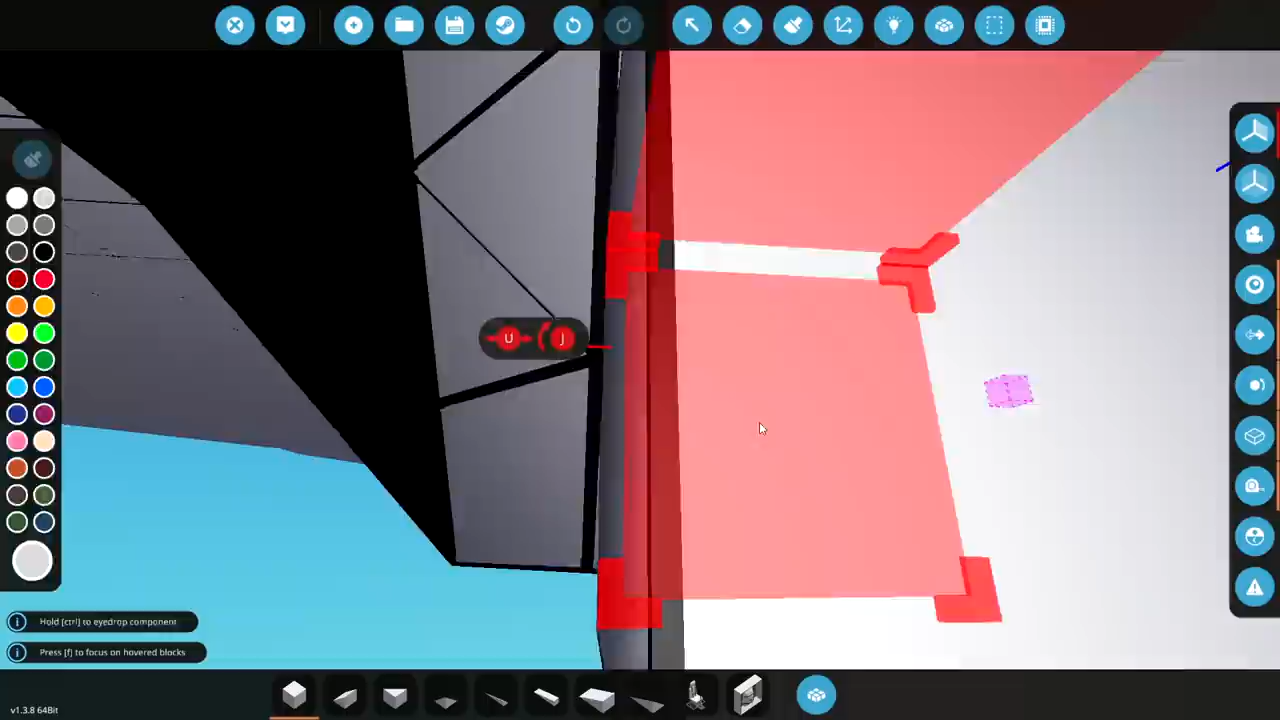 U J
Hold [ctrl] to eyedrop component
Press [f] to focus on hovered blocks
v1.3.8 64Bit